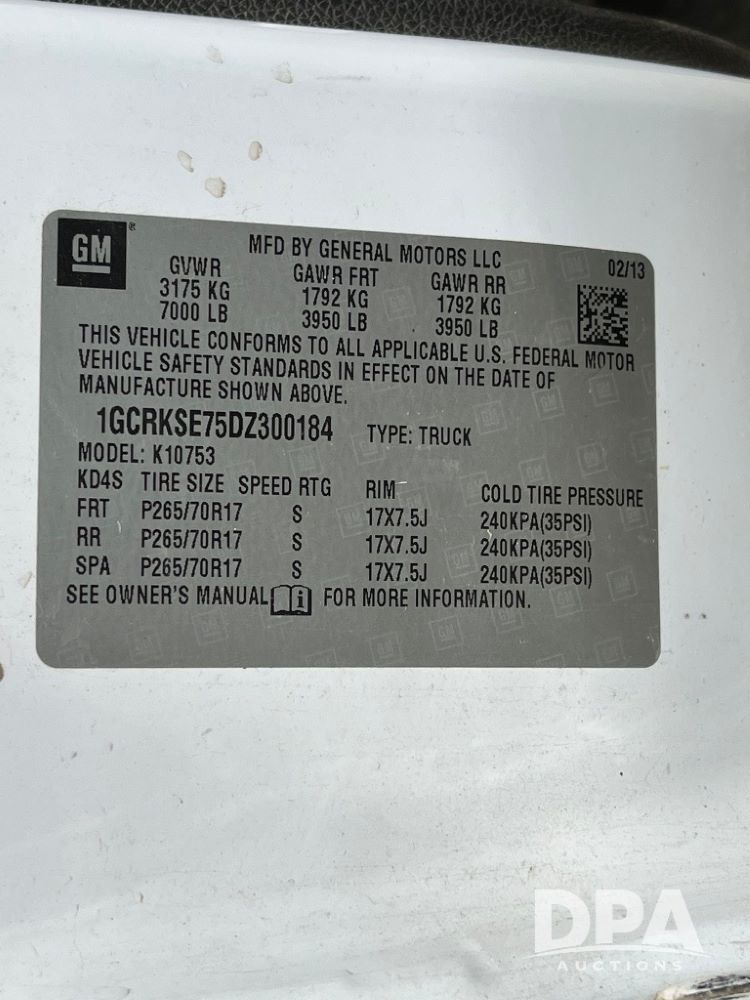 GM®
MFD BY GENERAL MOTORS LLC 02/13
GVWR GAWR FRT GAWR RR
3175 KG 1792 KG 1792 KG
7000 LB 3950 LB 3950 LB
THIS VEHICLE CONFORMS TO ALL APPLICABLE U.S. FEDERAL MOTOR
VEHICLE SAFETY STANDARDS IN EFFECT ON THE DATE OF
MANUFACTURE SHOWN ABOVE.
1GCRKSE75DZ300184 TYPE: TRUCK
MODEL: K10753
KD4S TIRE SIZE SPEED RTG RIM COLD TIRE PRESSURE
FRT P265/70R17 S 17X7.5J 240KPA(35PSI)
RR P265/70R17 S 17X7.5J 240KPA(35PSI)
SPA P265/70R17 S 17X7.5J 240KPA(35PSI)
SEE OWNER'S MANUAL i FOR MORE INFORMATION.
DPA
AUCTIONS